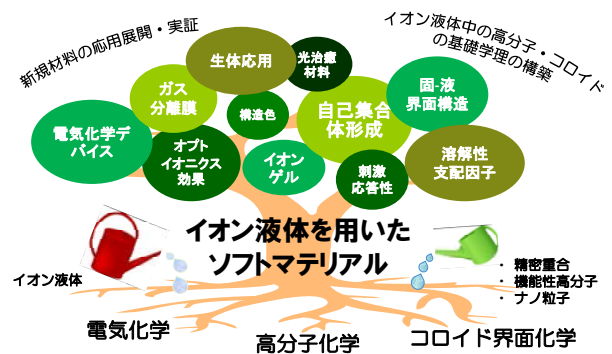 新規材料の応用展開・実証
イオン液体中の高分子・コロイド
の基礎学理の構築
生体応用
光治癒
材料
ガス
分離膜
構造色
自己集合
体形成
固-液
界面構造
電気化学デ
バイス
オプト
イオニクス
効果
イオン
ゲル
刺激
応答性
溶解性
支配因子
イオン液体を用いた
ソフトマテリアル
イオン液体
・ 精密重合
・ 機能性高分子
・ ナノ粒子
電気化学
高分子化学
コロイド界面化学